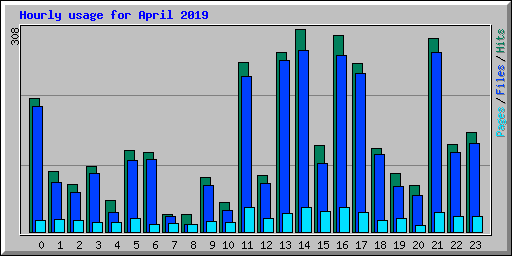 Hourly usage for April 2019
308
Pages / Files / Hits
0 1 2 3 4 5 6 7 8 9 10 11 12 13 14 15 16 17 18 19 20 21 22 23